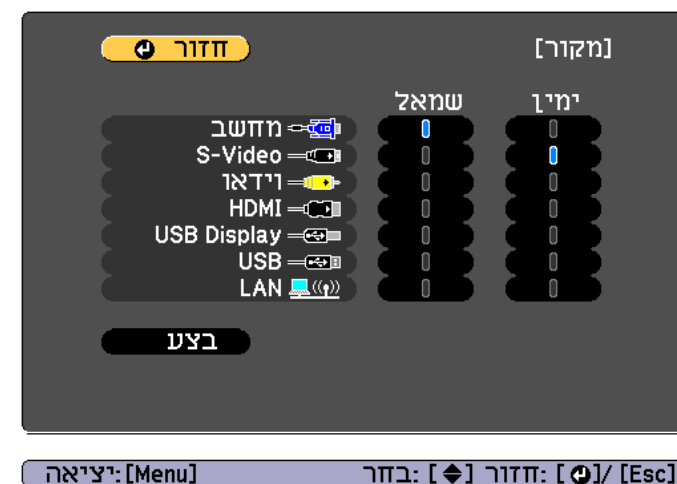 [מקור]
חזור
ימין שמאל
מחשב
S-Video
וידאו
HDMI
USB Display
USB
LAN
בצע
[Esc] /[ ] :חזור [ ] :בחר [Menu] :יציאה